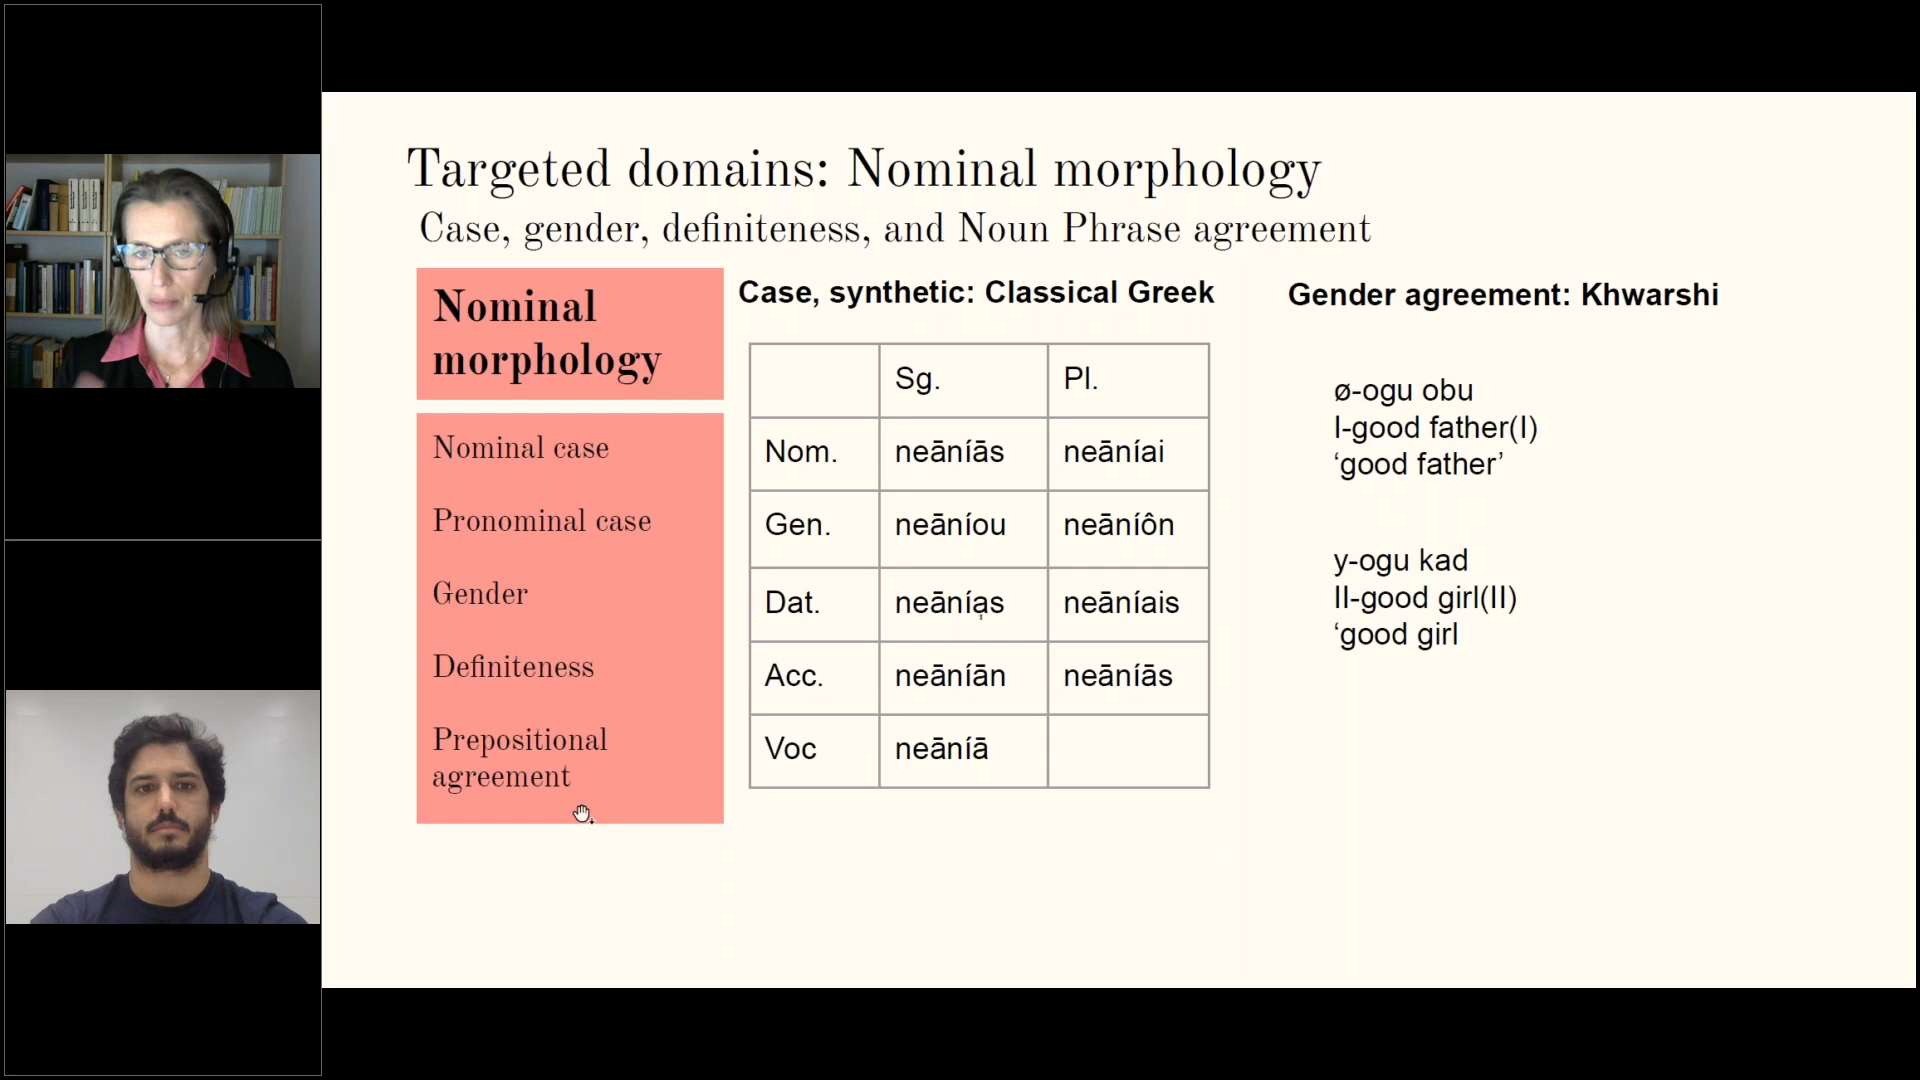 Targeted domains: Nominal morphology
Case, gender, definiteness, and Noun Phrase agreement
Nominal
morphology
Nominal case
Pronominal case
Gender
Definiteness
Prepositional
agreement
Case, synthetic: Classical Greek
Sg. Pl.
Nom. neāníās neāníai
Gen. neāníou neāníôn
Dat. neāníąs neāníais
Acc. neāníān neāníās
Voc neāníā
Gender agreement: Khwarshi
ø-ogu obu
I-good father(I)
‘good father’
y-ogu kad
II-good girl(II)
‘good girl